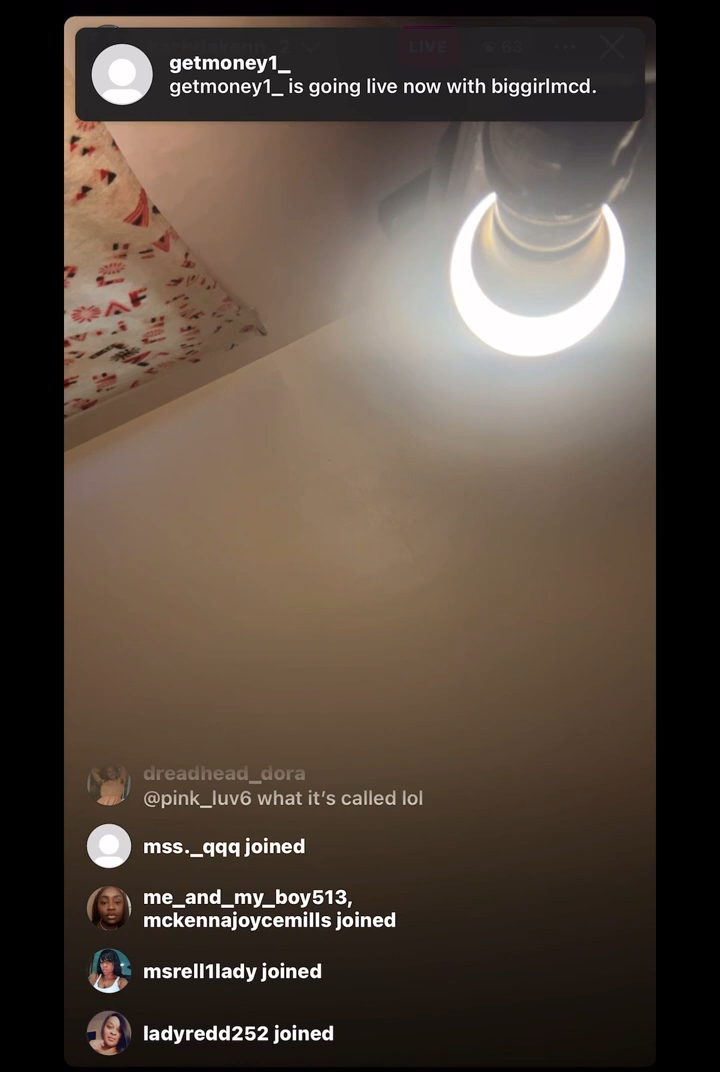 getmoney1_
getmoney1_ is going live now with biggirlmcd.
LIVE
63
dreadhead_dora
@pink_luv6 what it’s called lol
mss._qqq joined
me_and_my_boy513,
mckennajoycemills joined
msrell1lady joined
ladyredd252 joined